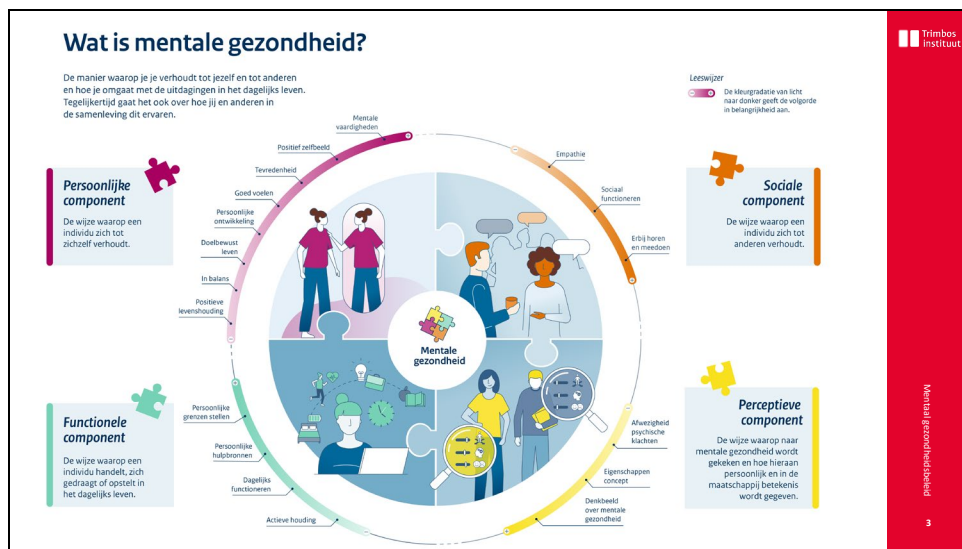 Wat is mentale gezondheid?
De manier waarop je je verhoudt tot jezelf en tot anderen
en hoe je omgaat met de uitdagingen in het dagelijks leven.
Tegelijkertijd gaat het ook over hoe jij en anderen in
de samenleving dit ervaren.
Leeswijzer
De kleurgradatie van licht
naar donker geeft de volgorde
in belangrijkheid aan.
Trimbos
instituut
Persoonlijke
component
De wijze waarop een
individu zich tot
zichzelf verhoudt.
Mentale
vaardigheden
Positief zelfbeeld
Tevredenheid
Goed voelen
Persoonlijke
ontwikkeling
Doelbewust
leven
In balans
Positieve
levenshouding
Empathie
Sociaal
functioneren
Erbij horen
en meedoen
Sociale
component
De wijze waarop een
individu zich tot
anderen verhoudt.
Mentale
gezondheid
Functionele
component
De wijze waarop een
individu handelt, zich
gedraagt of opstelt in
het dagelijks leven.
Persoonlijke
grenzen stellen
Persoonlijke
hulpbronnen
Dagelijks
functioneren
Actieve houding
Afwezigheid
psychische
klachten
Eigenschappen
concept
Denkbeeld
over mentale
gezondheid
Perceptieve
component
De wijze waarop naar
mentale gezondheid wordt
gekeken en hoe hieraan
persoonlijk en in de
maatschappij betekenis
wordt gegeven.
Mentaal gezondheidsbeleid
3